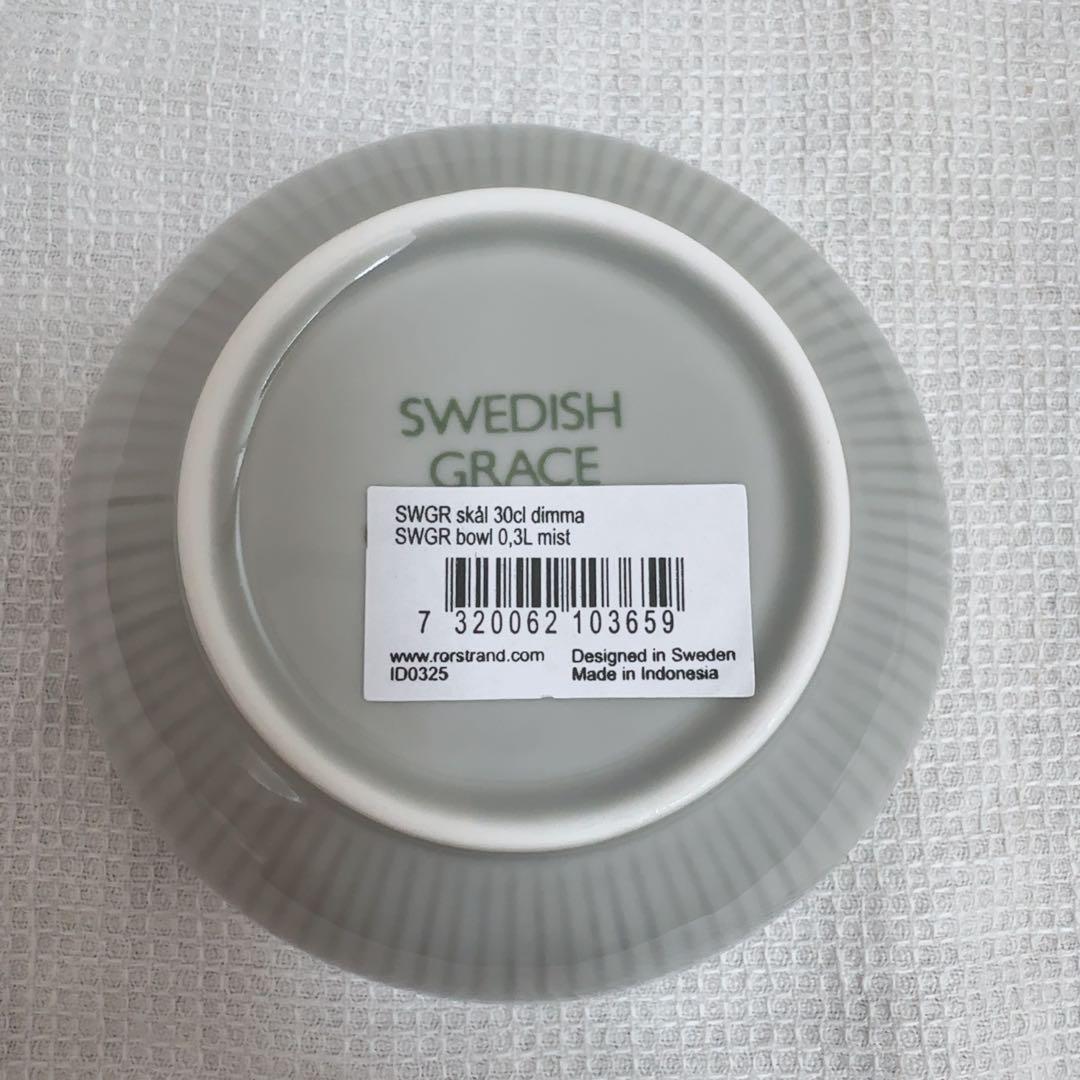 SWEDISH
GRACE
SWGR skål 30cl dimma
SWGR bowl 0,3L mist
7 320062 103659
www.rorstrand.com
Designed in Sweden
ID0325
Made in Indonesia